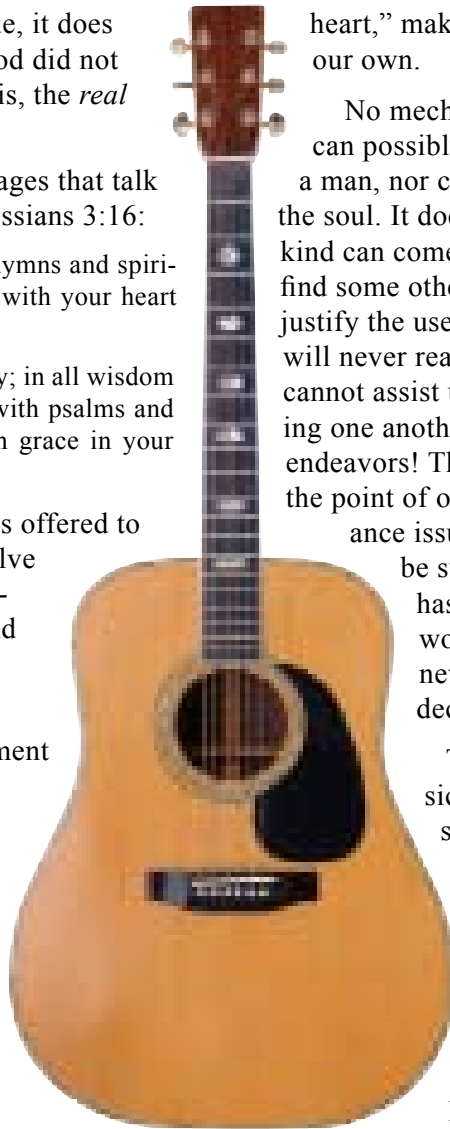 e, it does
od did not
is, the real
ages that talk
ssians 3:16:
ymns and spiri-
with your heart
y; in all wisdom
with psalms and
grace in your
s offered to
lve
-
d
ment
heart,” mak
our own.
No mech
can possibl
a man, nor c
the soul. It do
kind can come
find some othe
justify the use
will never rea
cannot assist
ing one anoth
endeavors! Th
the point of o
ance issu
be s
has
wo
nev
dec
T
sic
s